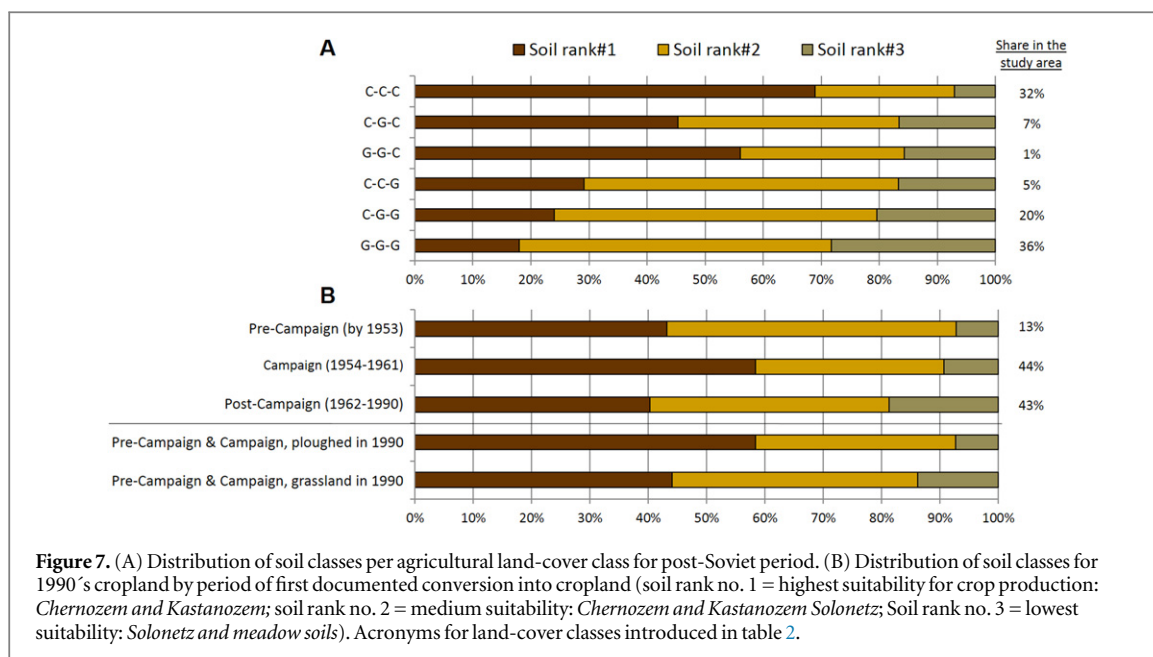 A
Soil rank#1 Soil rank#2 Soil rank#3
Share in the
study area
C-C-C 32%
C-G-C 7%
G-G-C 1%
C-C-G 5%
C-G-G 20%
G-G-G 36%
0% 10% 20% 30% 40% 50% 60% 70% 80% 90% 100%
B
Pre-Campaign (by 1953) 13%
Campaign (1954-1961) 44%
Post-Campaign (1962-1990) 43%
Pre-Campaign & Campaign, ploughed in 1990
Pre-Campaign & Campaign, grassland in 1990
0% 10% 20% 30% 40% 50% 60% 70% 80% 90% 100%
Figure 7. (A) Distribution of soil classes per agricultural land-cover class for post-Soviet period. (B) Distribution of soil classes for
1990´s cropland by period of first documented conversion into cropland (soil rank no. 1 = highest suitability for crop production:
Chernozem and Kastanozem; soil rank no. 2 = medium suitability: Chernozem and Kastanozem Solonetz; Soil rank no. 3 = lowest
suitability: Solonetz and meadow soils). Acronyms for land-cover classes introduced in table 2.